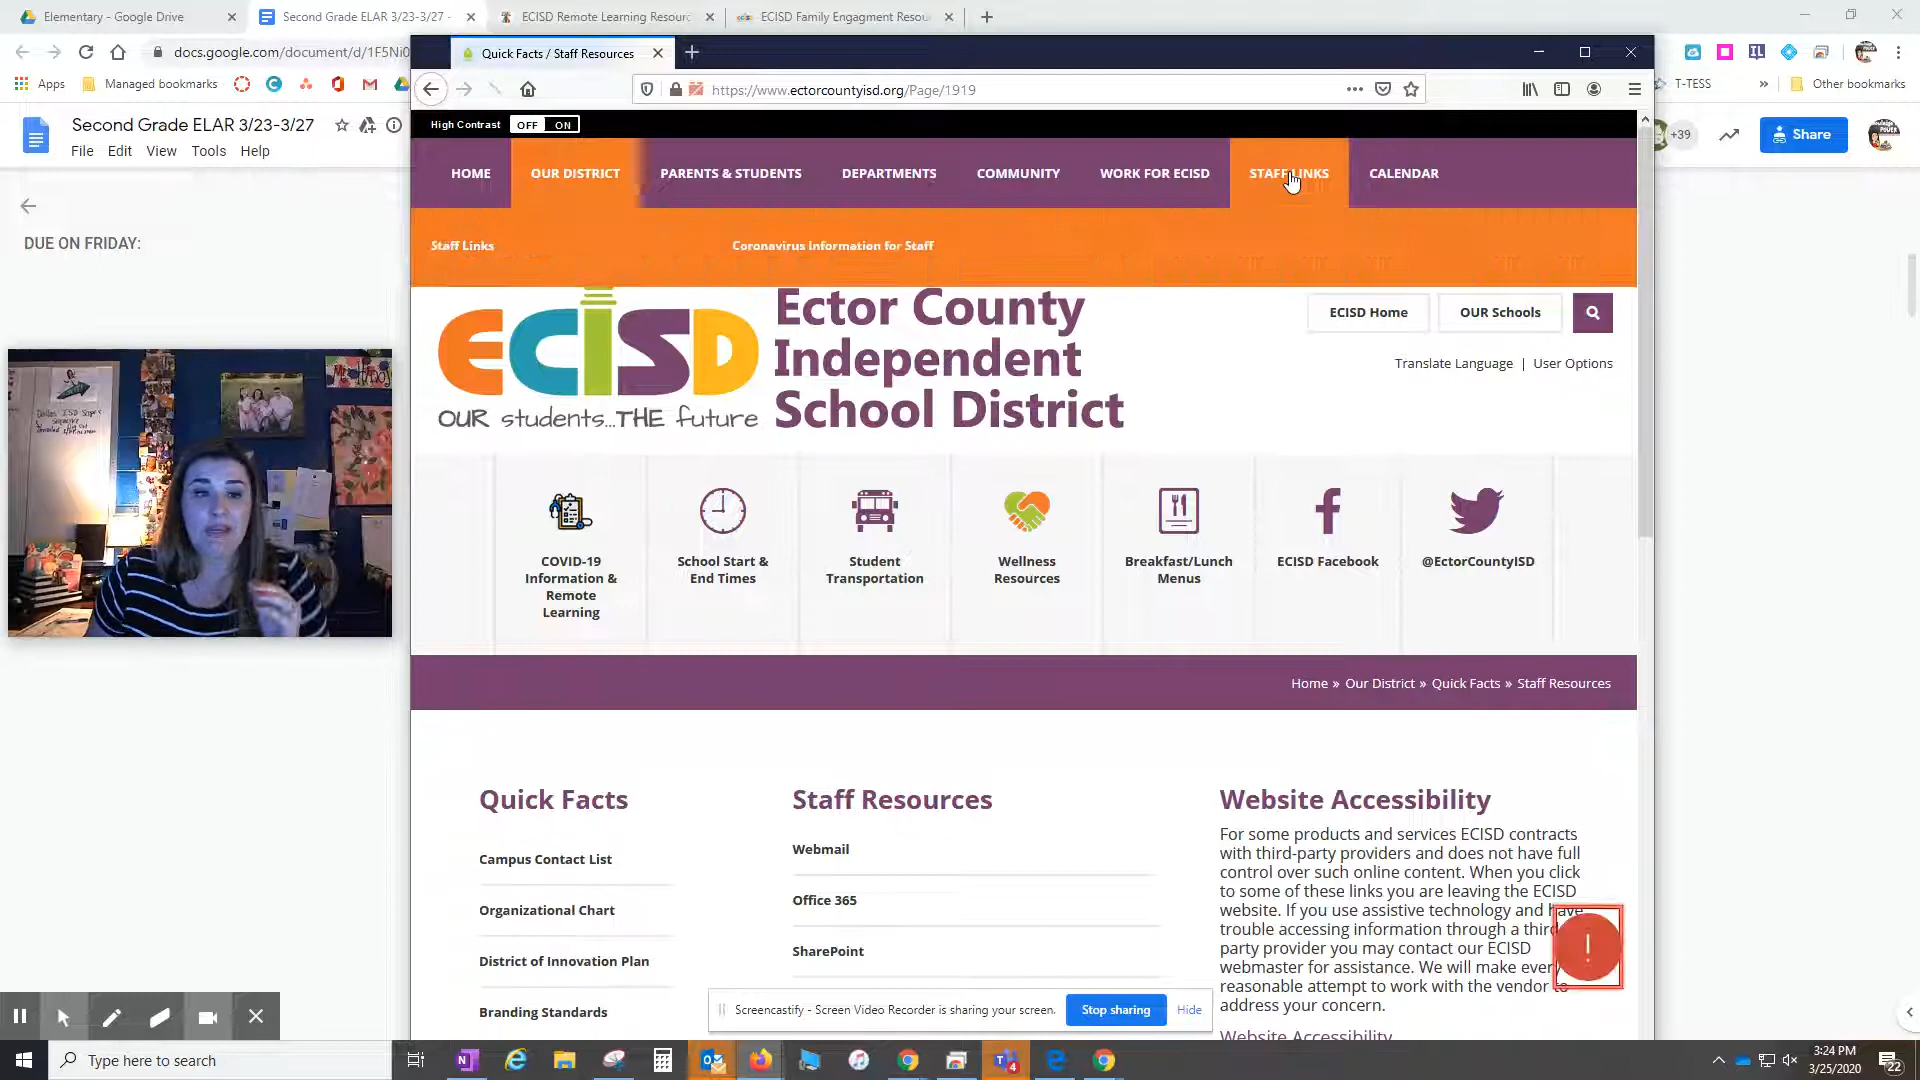 Elementary - Google Drive
Second Grade ELAR 3/23-3/27 -
ECISD Remote Learning Resourc
ECISD Family Engagment Resou
docs.google.com/document/d/1F5Ni0
Apps
Managed bookmarks
T-TESS
Other bookmarks
Second Grade ELAR 3/23-3/27
File Edit View Tools Help
+39
Share
DUE ON FRIDAY:
Quick Facts / Staff Resources
https://www.ectorcountyisd.org/Page/1919
High Contrast OFF ON
HOME
OUR DISTRICT
PARENTS & STUDENTS
DEPARTMENTS
COMMUNITY
WORK FOR ECISD
STAFF LINKS
CALENDAR
Staff Links
Coronavirus Information for Staff
ECISD
OUR students...THE future
Ector County
Independent
School District
ECISD Home
OUR Schools
Translate Language | User Options
COVID-19
Information &
Remote
Learning
School Start &
End Times
Student
Transportation
Wellness
Resources
Breakfast/Lunch
Menus
ECISD Facebook
@EctorCountyISD
Home » Our District » Quick Facts » Staff Resources
Quick Facts
Campus Contact List
Organizational Chart
District of Innovation Plan
Branding Standards
Staff Resources
Webmail
Office 365
SharePoint
Website Accessibility
For some products and services ECISD contracts
with third-party providers and does not have full
control over such online content. When you click
to some of these links you are leaving the ECISD
website. If you use assistive technology and have
trouble accessing information through a third
party provider you may contact our ECISD
webmaster for assistance. We will make every
reasonable attempt to work with the vendor to
address your concern.
Website Accessibility
Screencastify - Screen Video Recorder is sharing your screen.
Stop sharing
Hide
Type here to search
4
3:24 PM
3/25/2020
22